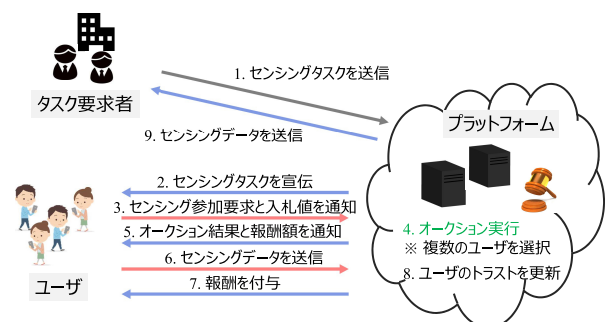 1. センシングタスクを送信
タスク要求者
9. センシングデータを送信
プラットフォーム
2. センシングタスクを宣伝
3. センシング参加要求と入札値を通知
5. オークション結果と報酬額を通知
6. センシングデータを送信
7. 報酬を付与
ユーザ
4. オークション実行
※ 複数のユーザを選択
8. ユーザのトラストを更新